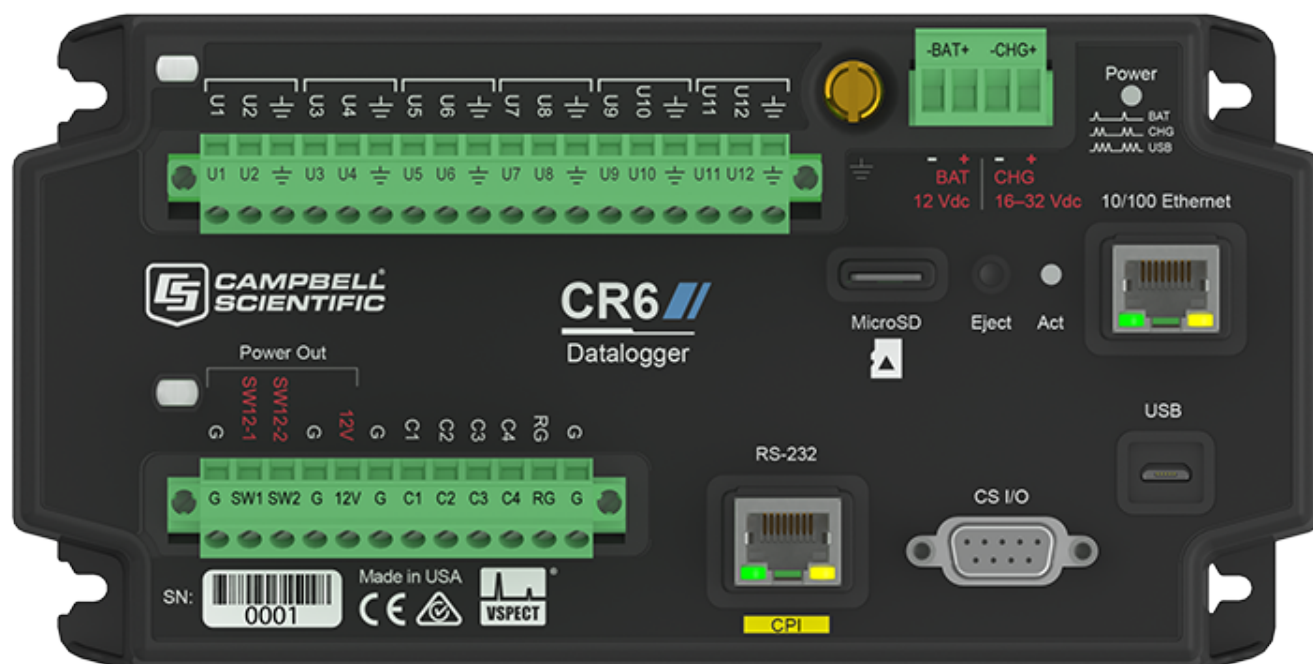 -BAT+ -CHG+
Power
BAT
CHG
USB
U1 U2 U3 U4 U5 U6 U7 U8 U9 U10 U11 U12
U1 U2 U3 U4 U5 U6 U7 U8 U9 U10 U11 U12
- + - +
BAT CHG
12 Vdc 16–32 Vdc
10/100 Ethernet
CAMPBELL®
SCIENTIFIC
CR6
Datalogger
MicroSD Eject Act
Power Out
G SW12-1 SW12-2 G 12V G C1 C2 C3 C4 RG G
G SW1 SW2 G 12V G C1 C2 C3 C4 RG G
USB
RS-232
CS I/O
SN:
0001
Made in USA
CE
VSPECT®
CPI